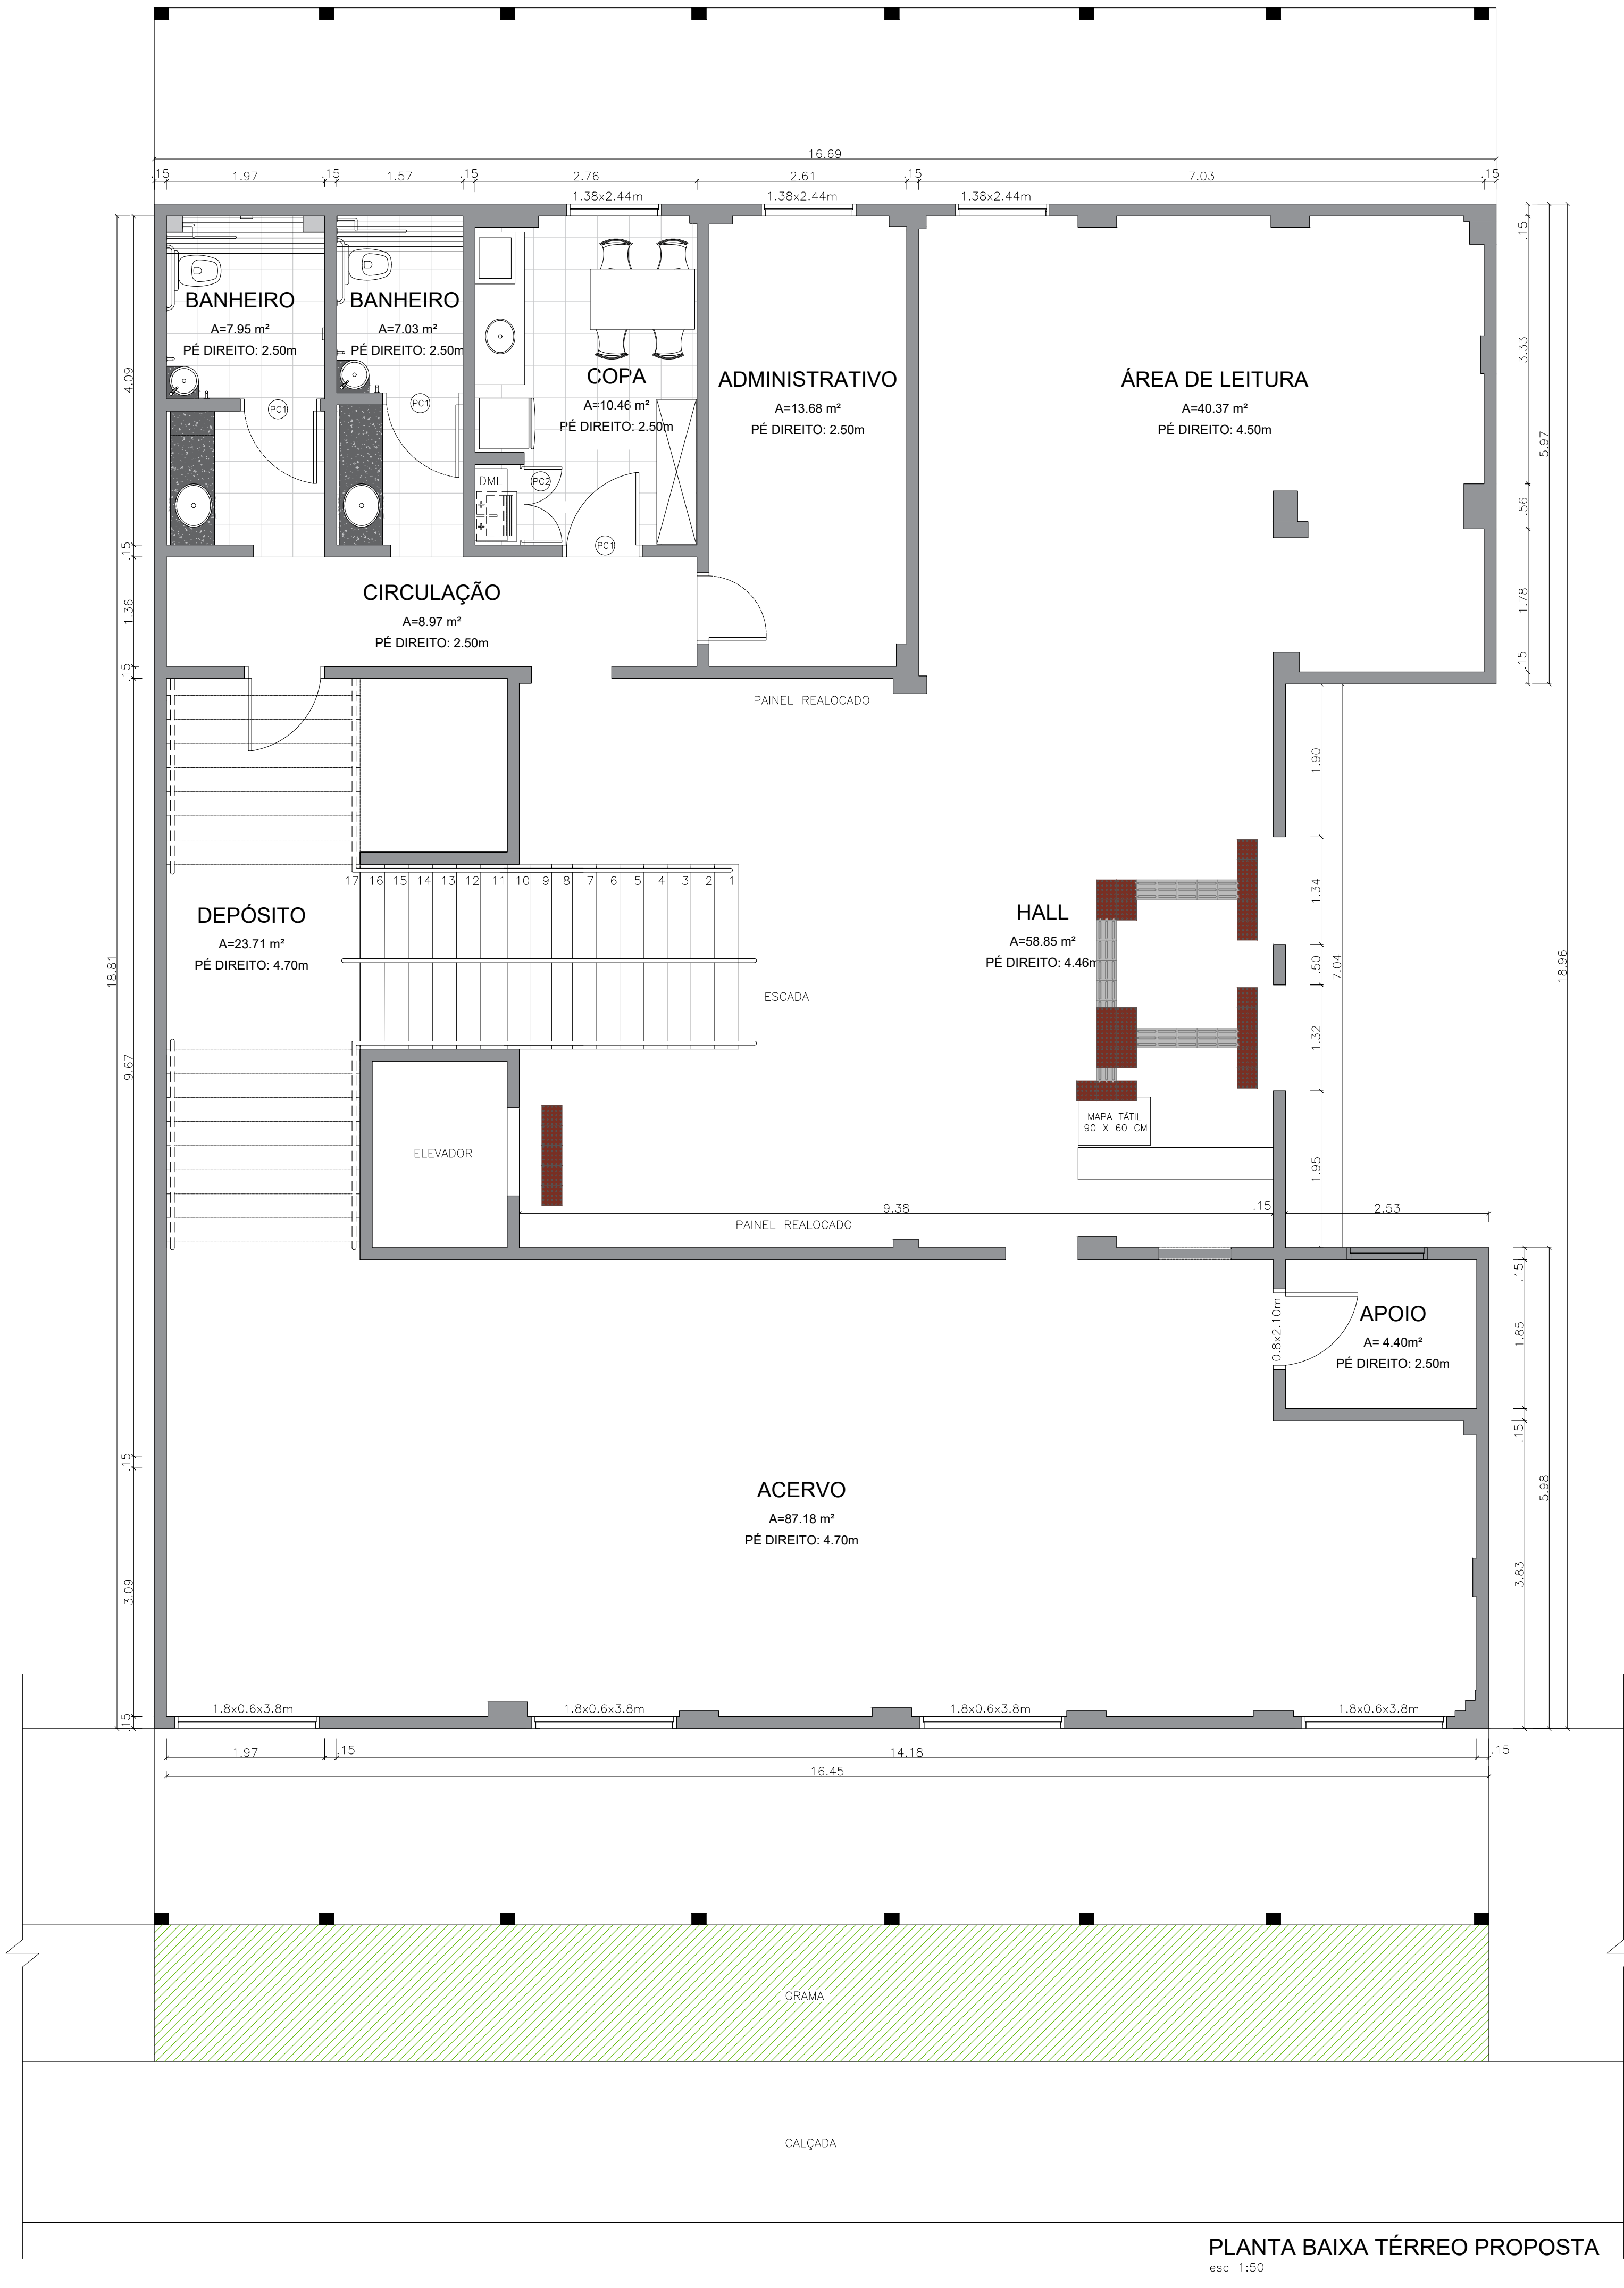 16.69
.15
1.97
.15
1.57
.15
2.76
2.61
.15
7.03
.15
1.38x2.44m
1.38x2.44m
1.38x2.44m
BANHEIRO
A=7.95 m²
PÉ DIREITO: 2.50m
BANHEIRO
A=7.03 m²
PÉ DIREITO: 2.50m
COPA
A=10.46 m²
PÉ DIREITO: 2.50m
ADMINISTRATIVO
A=13.68 m²
PÉ DIREITO: 2.50m
ÁREA DE LEITURA
A=40.37 m²
PÉ DIREITO: 4.50m
PC1
PC1
DML
PC2
PC1
4.09
.15
1.36
.15
18.81
9.67
.15
3.09
.15
.15
3.33
.56
1.78
.15
5.97
18.96
CIRCULAÇÃO
A=8.97 m²
PÉ DIREITO: 2.50m
PAINEL REALOCADO
1.90
1.34
.50
1.32
1.95
7.04
17 16 15 14 13 12 11 10 9 8 7 6 5 4 3 2 1
DEPÓSITO
A=23.71 m²
PÉ DIREITO: 4.70m
ESCADA
HALL
A=58.85 m²
PÉ DIREITO: 4.46m
MAPA TÁTIL
90 X 60 CM
ELEVADOR
9.38
.15
2.53
PAINEL REALOCADO
0.8x2.10m
APOIO
A= 4.40m²
PÉ DIREITO: 2.50m
.15
1.85
.15
3.83
5.98
ACERVO
A=87.18 m²
PÉ DIREITO: 4.70m
1.8x0.6x3.8m
1.8x0.6x3.8m
1.8x0.6x3.8m
1.8x0.6x3.8m
1.97
.15
14.18
.15
16.45
GRAMA
CALÇADA
PLANTA BAIXA TÉRREO PROPOSTA
esc 1:50